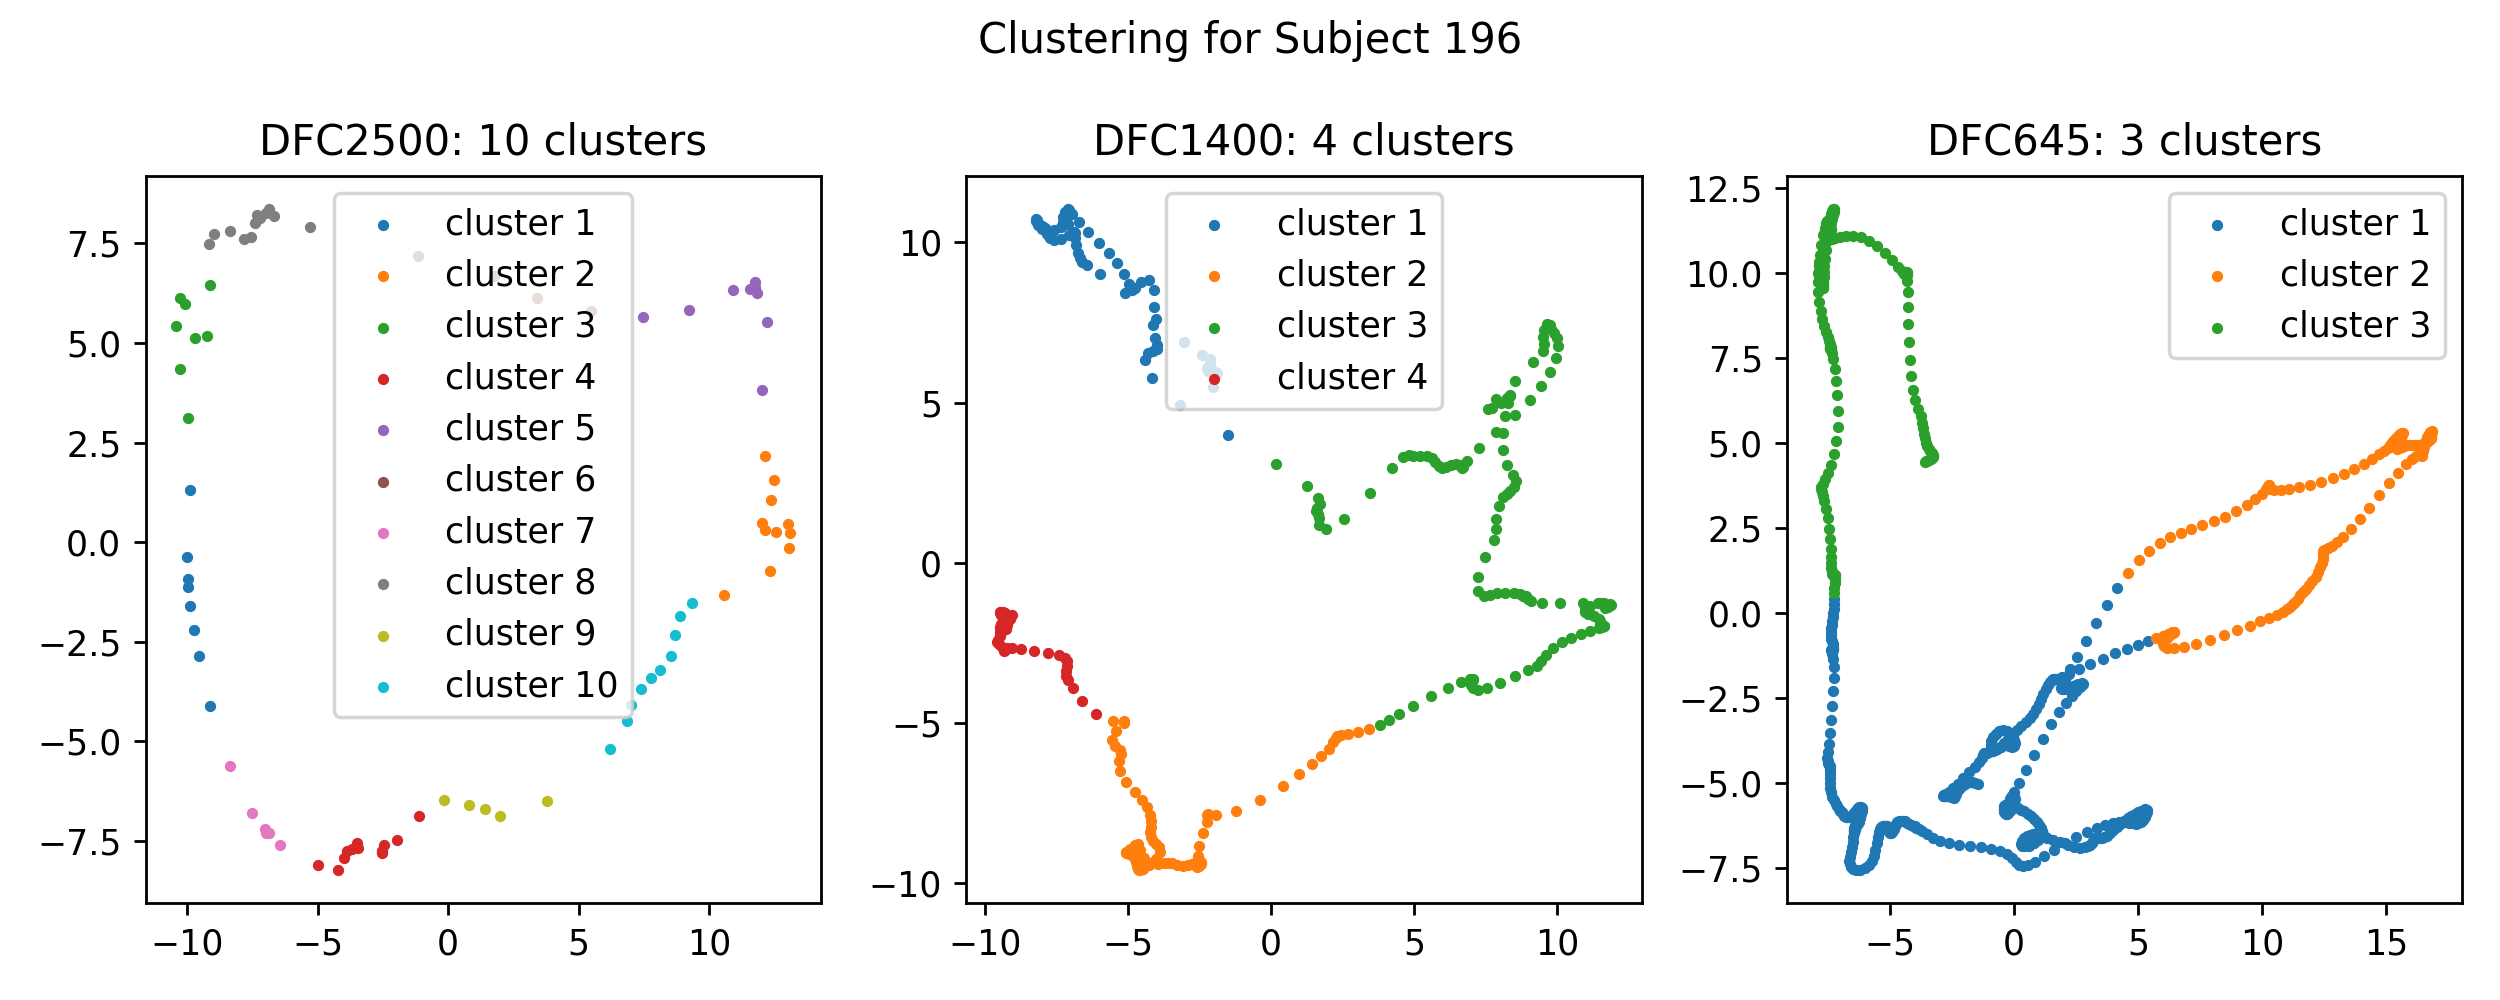 Clustering for Subject 196
DFC2500: 10 clusters
7.5
5.0
2.5
0.0
−2.5
−5.0
−7.5
−10
−5
0
5
10
cluster 1
cluster 2
cluster 3
cluster 4
cluster 5
cluster 6
cluster 7
cluster 8
cluster 9
cluster 10
DFC1400: 4 clusters
10
5
0
−5
−10
−10
−5
0
5
10
cluster 1
cluster 2
cluster 3
cluster 4
DFC645: 3 clusters
12.5
10.0
7.5
5.0
2.5
0.0
−2.5
−5.0
−7.5
−5
0
5
10
15
cluster 1
cluster 2
cluster 3